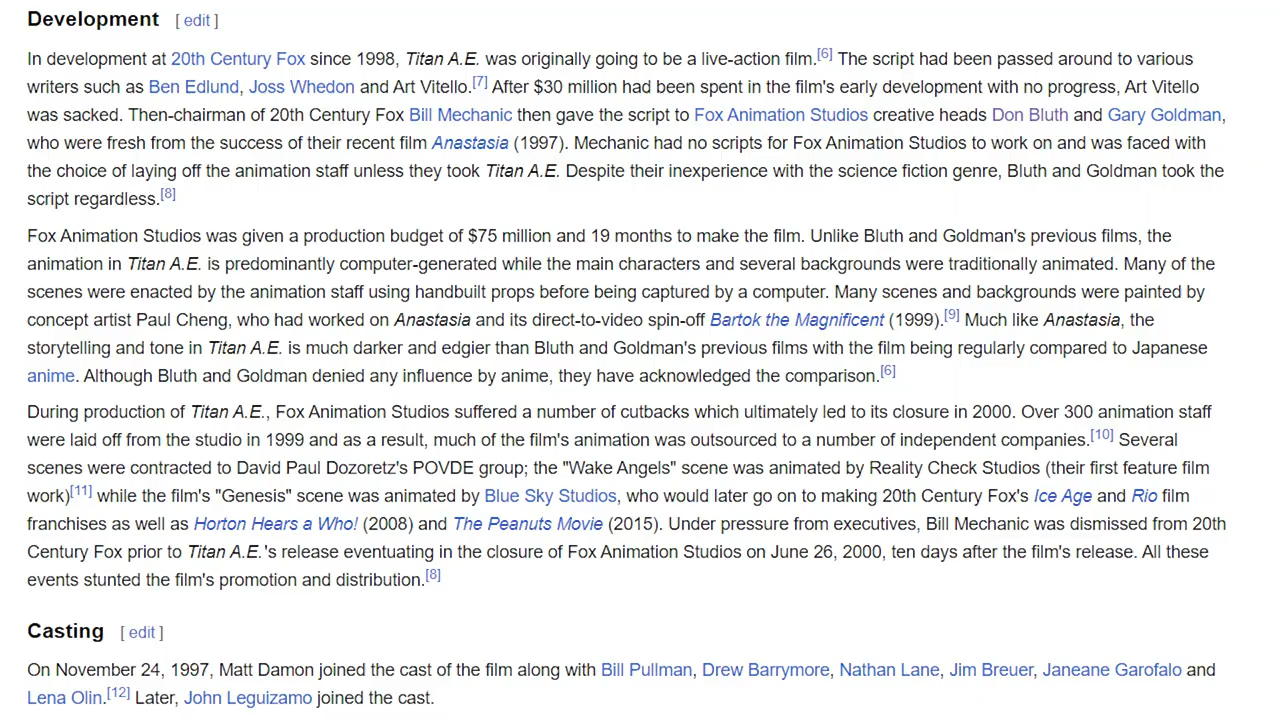 Development [ edit ]
In development at 20th Century Fox since 1998, Titan A.E. was originally going to be a live-action film.[6] The script had been passed around to various
writers such as Ben Edlund, Joss Whedon and Art Vitello.[7] After $30 million had been spent in the film's early development with no progress, Art Vitello
was sacked. Then-chairman of 20th Century Fox Bill Mechanic then gave the script to Fox Animation Studios creative heads Don Bluth and Gary Goldman,
who were fresh from the success of their recent film Anastasia (1997). Mechanic had no scripts for Fox Animation Studios to work on and was faced with
the choice of laying off the animation staff unless they took Titan A.E. Despite their inexperience with the science fiction genre, Bluth and Goldman took the
script regardless.[8]
Fox Animation Studios was given a production budget of $75 million and 19 months to make the film. Unlike Bluth and Goldman's previous films, the
animation in Titan A.E. is predominantly computer-generated while the main characters and several backgrounds were traditionally animated. Many of the
scenes were enacted by the animation staff using handbuilt props before being captured by a computer. Many scenes and backgrounds were painted by
concept artist Paul Cheng, who had worked on Anastasia and its direct-to-video spin-off Bartok the Magnificent (1999).[9] Much like Anastasia, the
storytelling and tone in Titan A.E. is much darker and edgier than Bluth and Goldman's previous films with the film being regularly compared to Japanese
anime. Although Bluth and Goldman denied any influence by anime, they have acknowledged the comparison.[6]
During production of Titan A.E., Fox Animation Studios suffered a number of cutbacks which ultimately led to its closure in 2000. Over 300 animation staff
were laid off from the studio in 1999 and as a result, much of the film's animation was outsourced to a number of independent companies.[10] Several
scenes were contracted to David Paul Dozoretz's POVDE group; the "Wake Angels" scene was animated by Reality Check Studios (their first feature film
work)[11] while the film's "Genesis" scene was animated by Blue Sky Studios, who would later go on to making 20th Century Fox's Ice Age and Rio film
franchises as well as Horton Hears a Who! (2008) and The Peanuts Movie (2015). Under pressure from executives, Bill Mechanic was dismissed from 20th
Century Fox prior to Titan A.E.'s release eventuating in the closure of Fox Animation Studios on June 26, 2000, ten days after the film's release. All these
events stunted the film's promotion and distribution.[8]
Casting [ edit ]
On November 24, 1997, Matt Damon joined the cast of the film along with Bill Pullman, Drew Barrymore, Nathan Lane, Jim Breuer, Janeane Garofalo and
Lena Olin.[12] Later, John Leguizamo joined the cast.